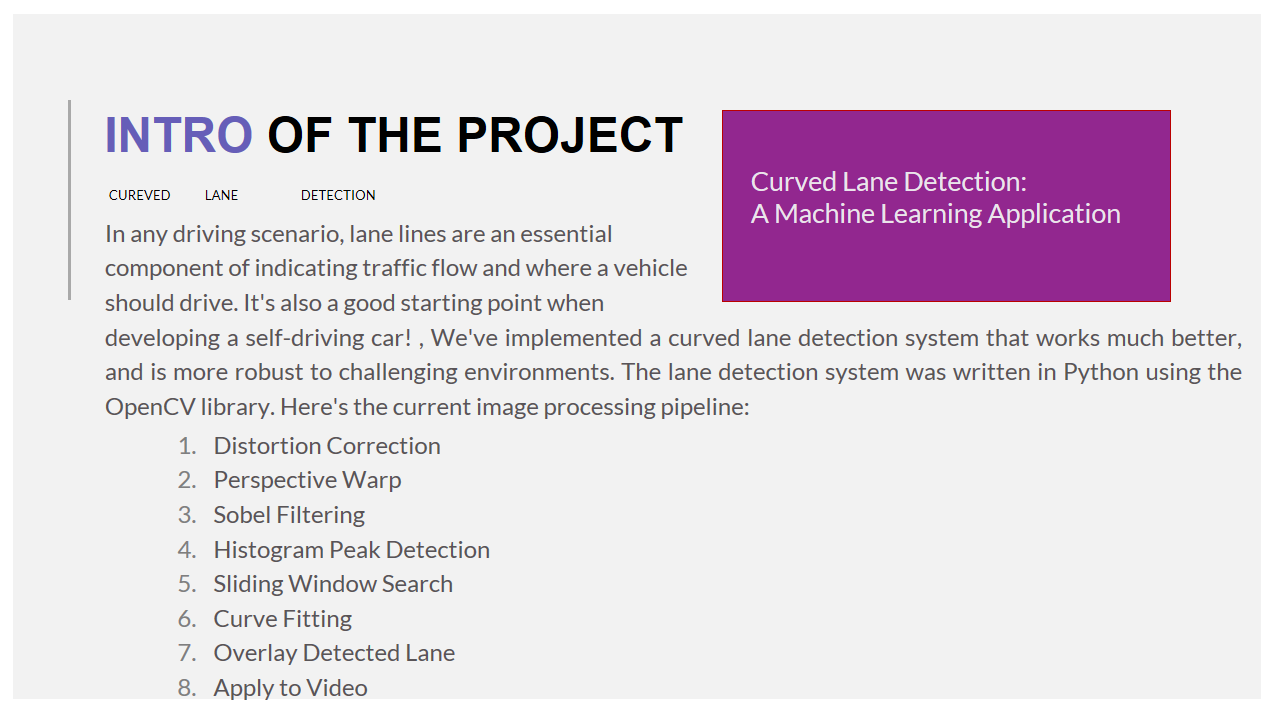 INTRO OF THE PROJECT
CUREVED LANE DETECTION
Curved Lane Detection:
A Machine Learning Application
In any driving scenario, lane lines are an essential
component of indicating traffic flow and where a vehicle
should drive. It's also a good starting point when
developing a self-driving car! , We've implemented a curved lane detection system that works much better,
and is more robust to challenging environments. The lane detection system was written in Python using the
OpenCV library. Here's the current image processing pipeline:
1. Distortion Correction
2. Perspective Warp
3. Sobel Filtering
4. Histogram Peak Detection
5. Sliding Window Search
6. Curve Fitting
7. Overlay Detected Lane
8. Apply to Video